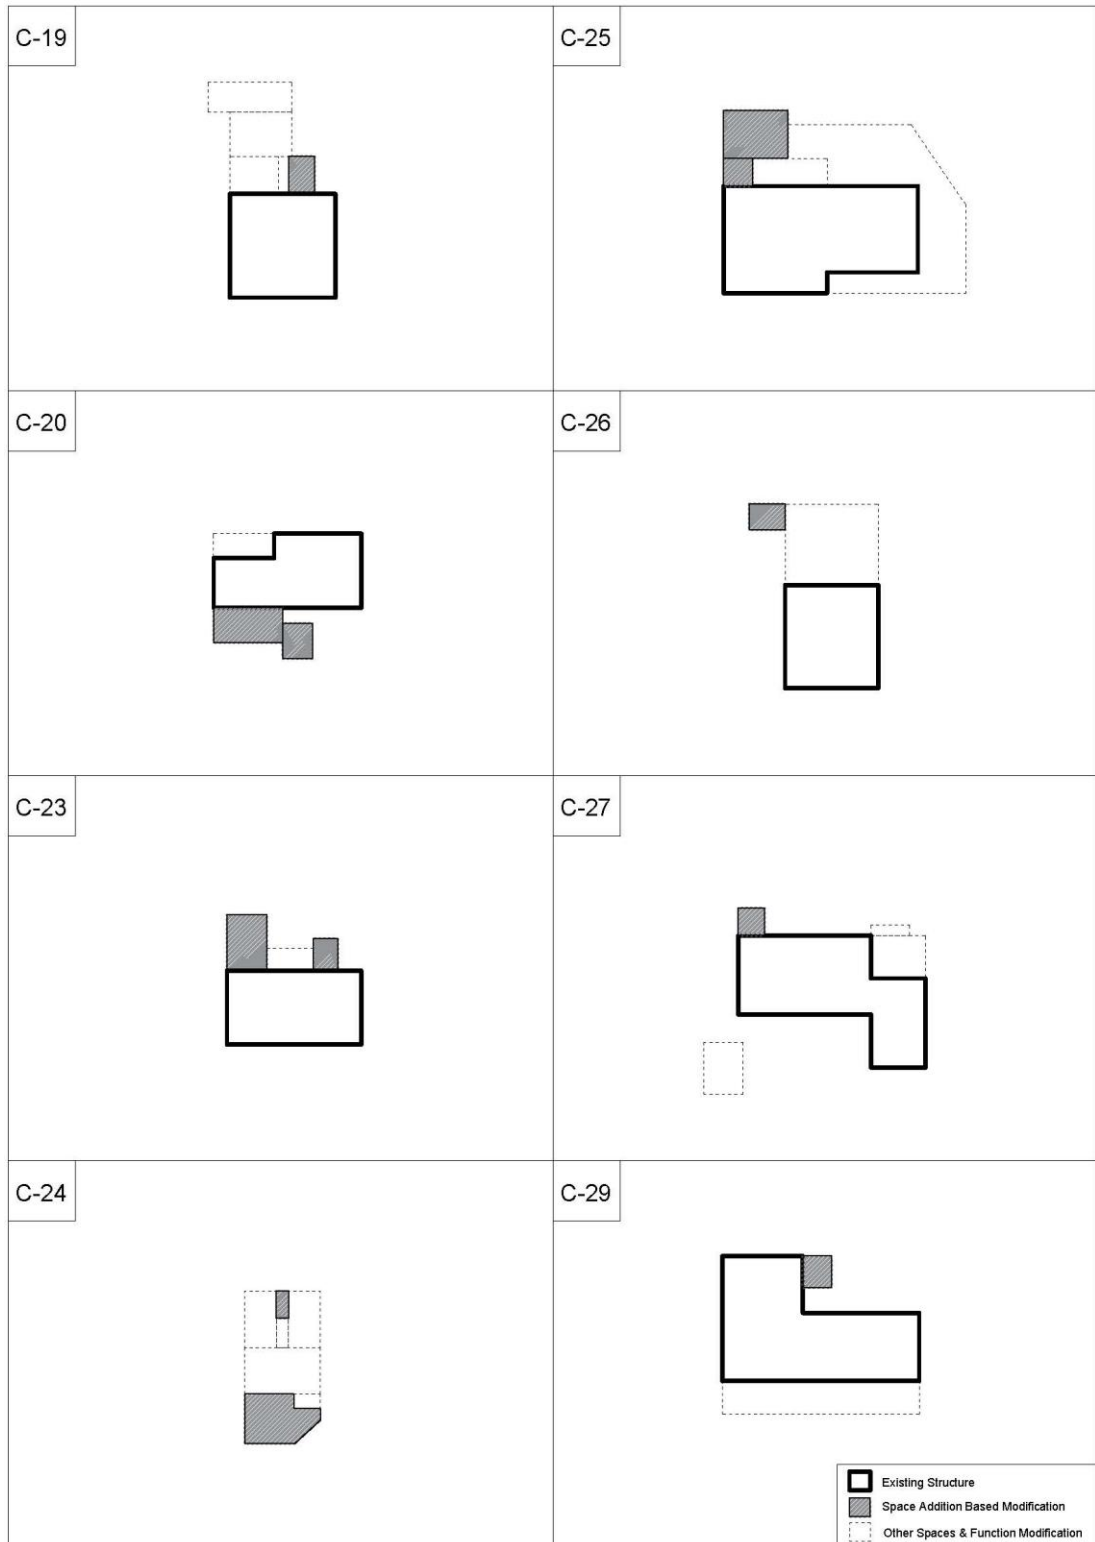 C-19
C-25
C-20
C-26
C-23
C-27
C-24
C-29
Existing Structure
Space Addition Based Modification
Other Spaces & Function Modification